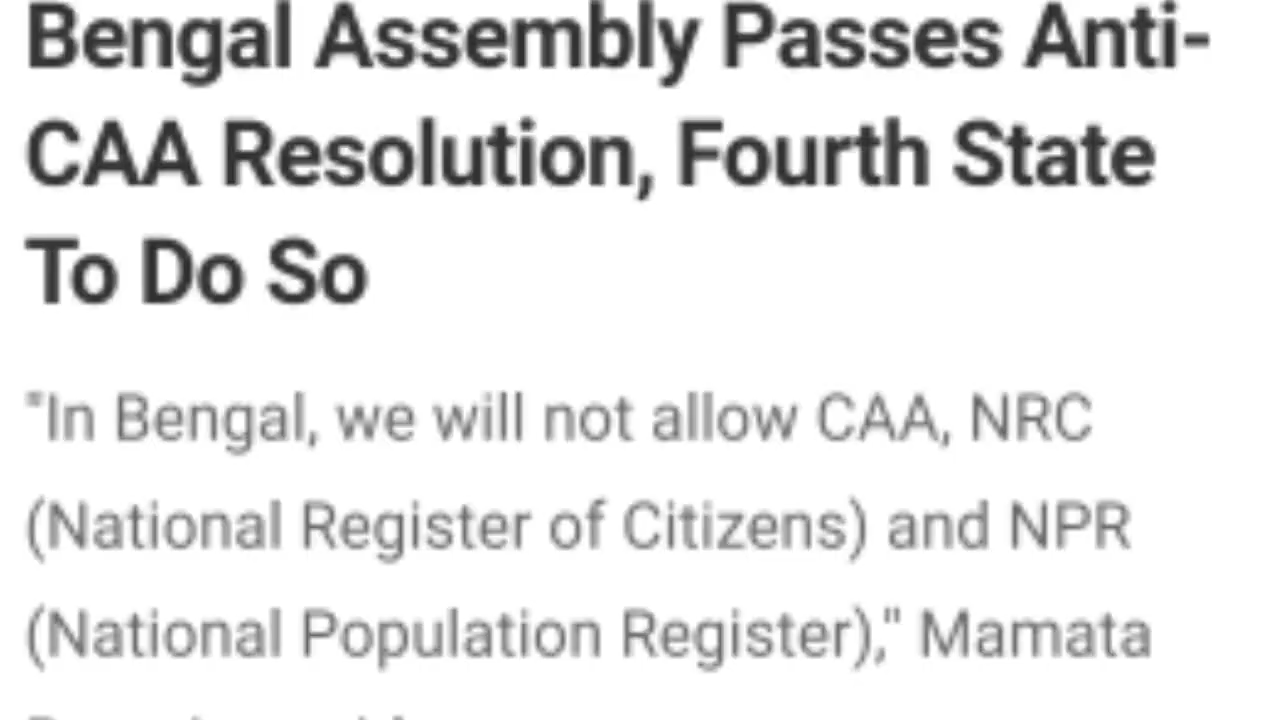 Bengal Assembly Passes Anti-
CAA Resolution, Fourth State
To Do So
"In Bengal, we will not allow CAA, NRC
(National Register of Citizens) and NPR
(National Population Register)," Mamata